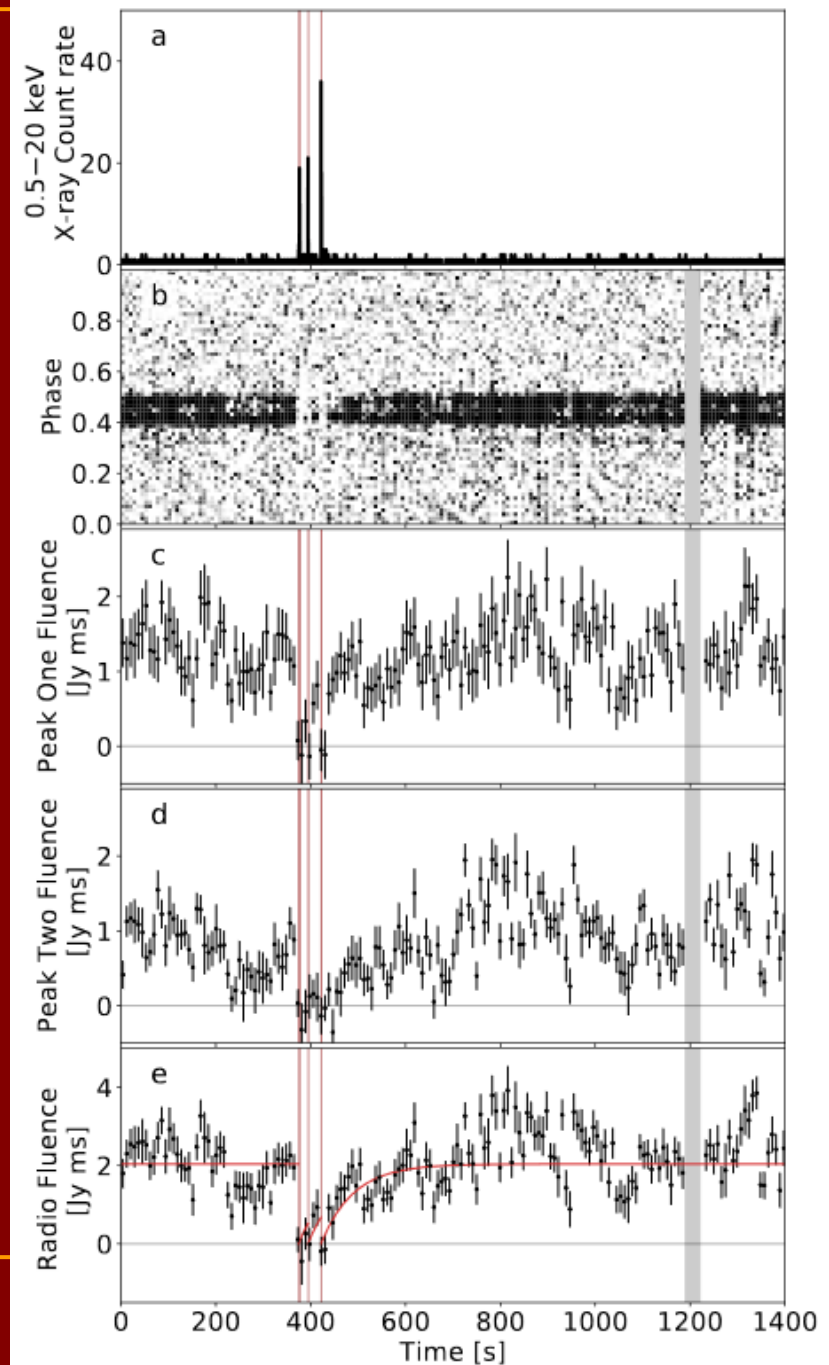 a
0.5−20 keV
X-ray Count rate
40
20
0
b
Phase
0.8
0.6
0.4
0.2
0.0
c
Peak One Fluence
[Jy ms]
2
1
0
d
Peak Two Fluence
[Jy ms]
2
1
0
e
Radio Fluence
[Jy ms]
4
2
0
0 200 400 600 800 1000 1200 1400
Time [s]